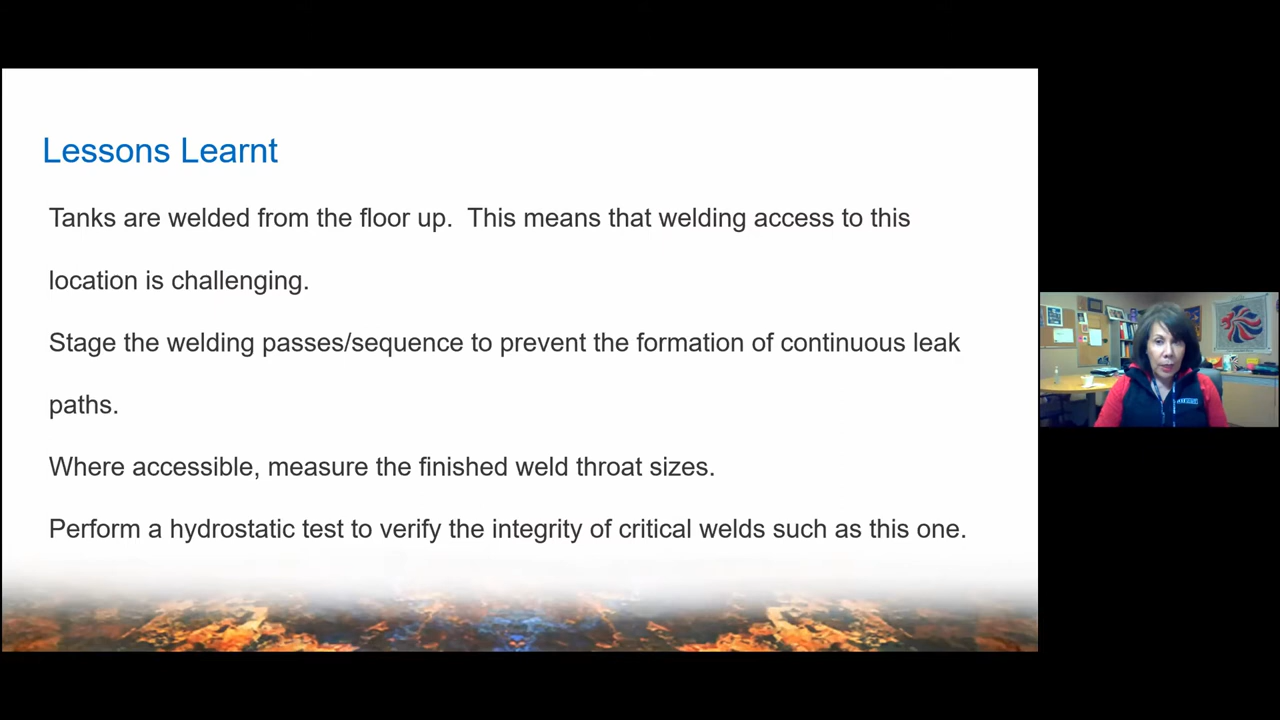 Lessons Learnt
Tanks are welded from the floor up.  This means that welding access to this
location is challenging.
Stage the welding passes/sequence to prevent the formation of continuous leak
paths.
Where accessible, measure the finished weld throat sizes.
Perform a hydrostatic test to verify the integrity of critical welds such as this one.